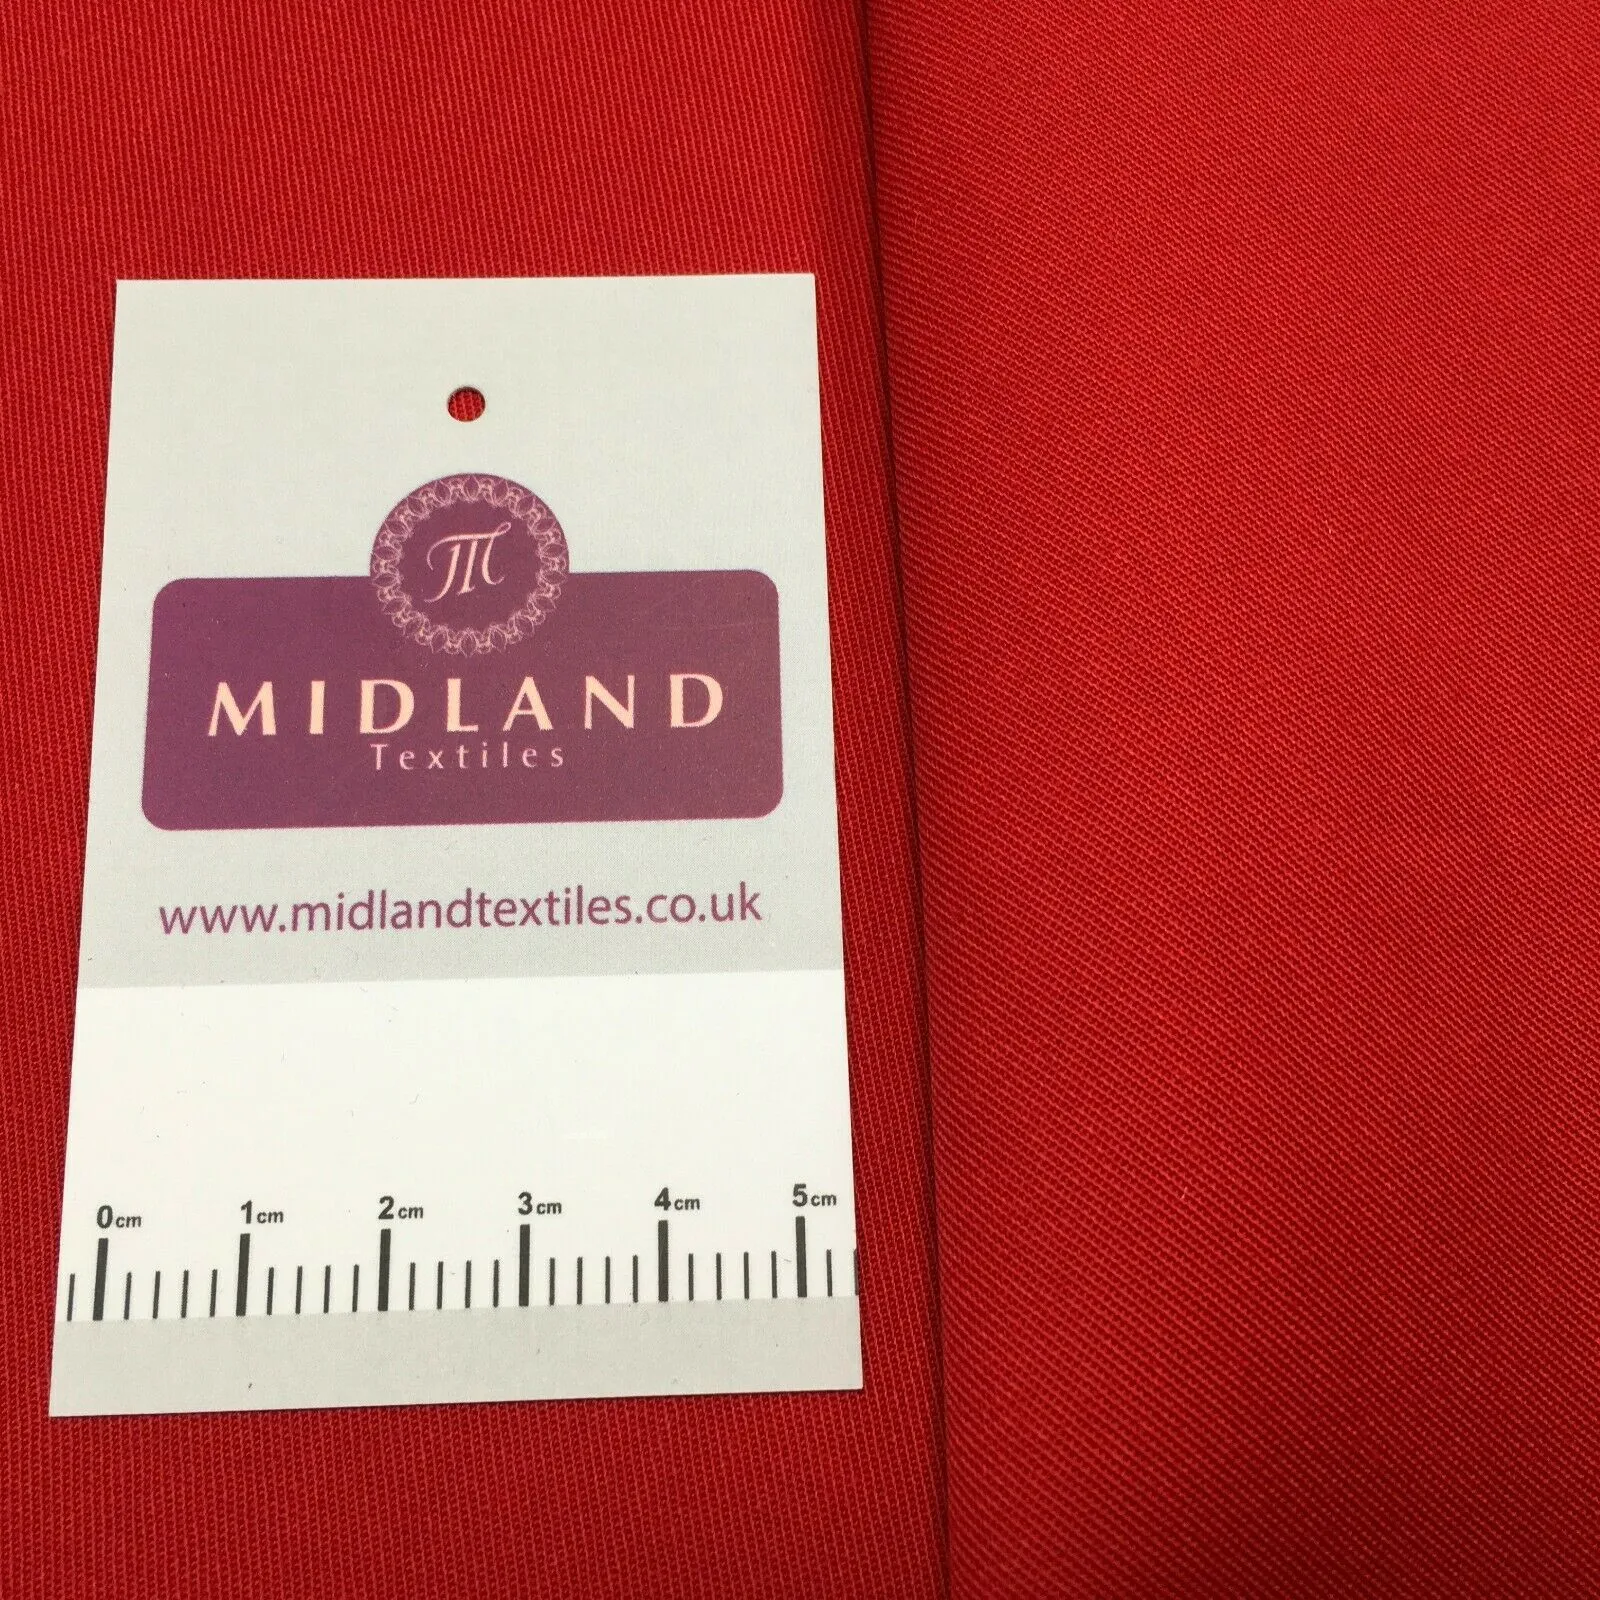 M
MIDLAND
Textiles
www.midlandtextiles.co.uk
0cm 1cm 2cm 3cm 4cm 5cm